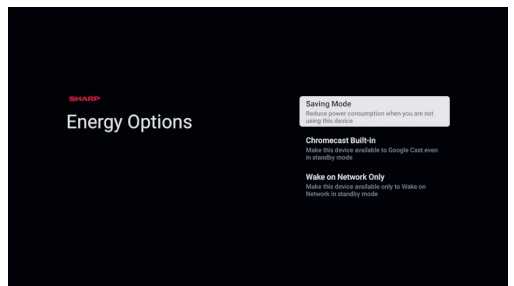 SHARP
Energy Options
Saving Mode
Reduce power consumption when you are not
using this device
Chromecast Built-in
Make this device available to Google Cast even
in standby mode
Wake on Network Only
Make this device available only to Wake on
Network in standby mode